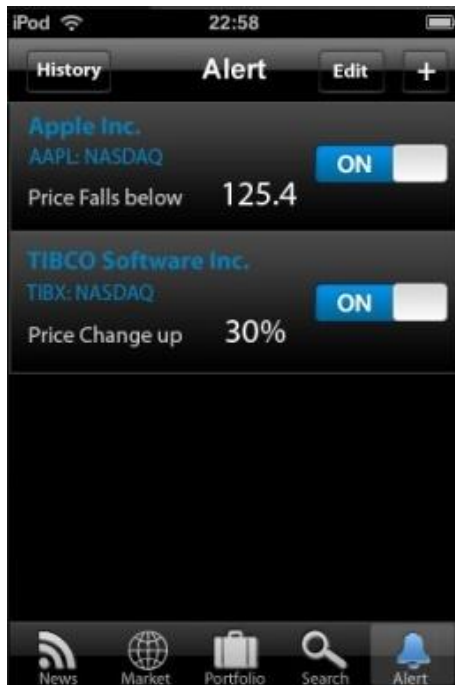 iPod 22:58
History Alert Edit +
Apple Inc.
AAPL: NASDAQ
ON
Price Falls below 125.4
TIBCO Software Inc.
TIBX: NASDAQ
ON
Price Change up 30%
News Market Portfolio Search Alert